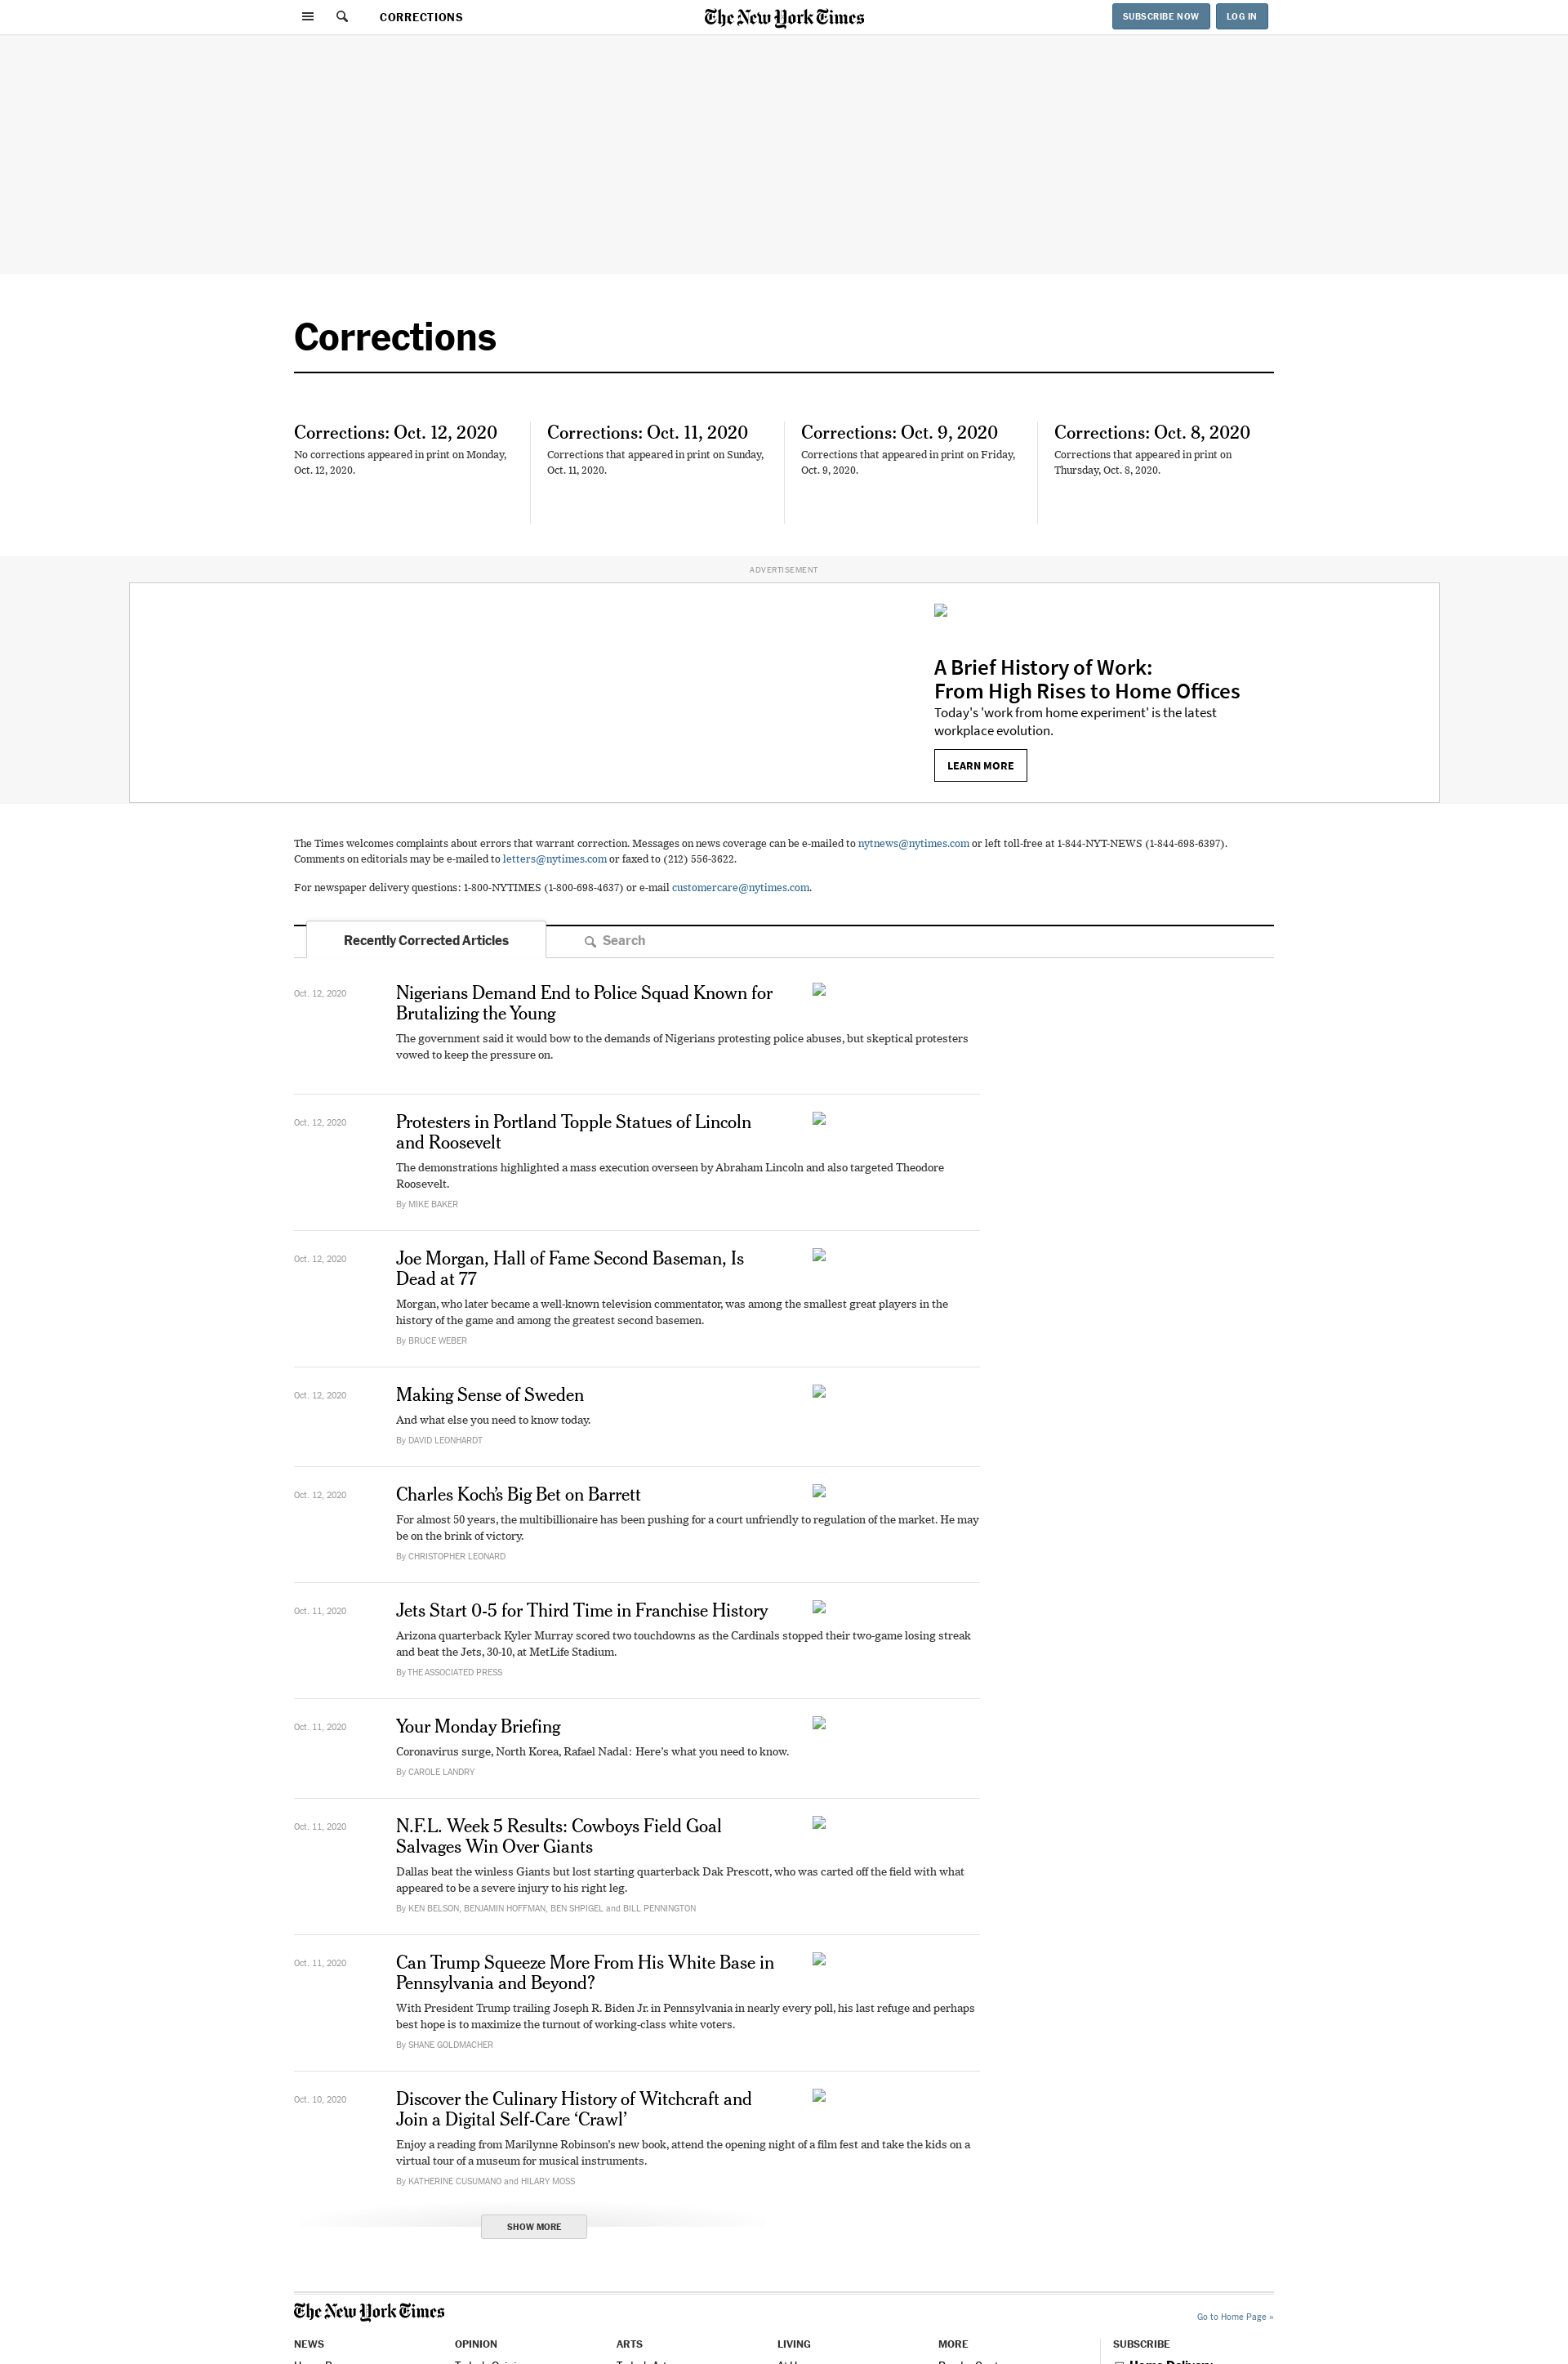 CORRECTIONS
The New York Times
SUBSCRIBE NOW
LOG IN
Corrections
Corrections: Oct. 12, 2020
No corrections appeared in print on Monday,
Oct. 12, 2020.
Corrections: Oct. 11, 2020
Corrections that appeared in print on Sunday,
Oct. 11, 2020.
Corrections: Oct. 9, 2020
Corrections that appeared in print on Friday,
Oct. 9, 2020.
Corrections: Oct. 8, 2020
Corrections that appeared in print on
Thursday, Oct. 8, 2020.
ADVERTISEMENT
A Brief History of Work:
From High Rises to Home Offices
Today's 'work from home experiment' is the latest
workplace evolution.
LEARN MORE
The Times welcomes complaints about errors that warrant correction. Messages on news coverage can be e-mailed to nytnews@nytimes.com or left toll-free at 1-844-NYT-NEWS (1-844-698-6397).
Comments on editorials may be e-mailed to letters@nytimes.com or faxed to (212) 556-3622.
For newspaper delivery questions: 1-800-NYTIMES (1-800-698-4637) or e-mail customercare@nytimes.com.
Recently Corrected Articles
Search
Oct. 12, 2020
Nigerians Demand End to Police Squad Known for
Brutalizing the Young
The government said it would bow to the demands of Nigerians protesting police abuses, but skeptical protesters
vowed to keep the pressure on.
Oct. 12, 2020
Protesters in Portland Topple Statues of Lincoln
and Roosevelt
The demonstrations highlighted a mass execution overseen by Abraham Lincoln and also targeted Theodore
Roosevelt.
By MIKE BAKER
Oct. 12, 2020
Joe Morgan, Hall of Fame Second Baseman, Is
Dead at 77
Morgan, who later became a well-known television commentator, was among the smallest great players in the
history of the game and among the greatest second basemen.
By BRUCE WEBER
Oct. 12, 2020
Making Sense of Sweden
And what else you need to know today.
By DAVID LEONHARDT
Oct. 12, 2020
Charles Koch’s Big Bet on Barrett
For almost 50 years, the multibillionaire has been pushing for a court unfriendly to regulation of the market. He may
be on the brink of victory.
By CHRISTOPHER LEONARD
Oct. 11, 2020
Jets Start 0-5 for Third Time in Franchise History
Arizona quarterback Kyler Murray scored two touchdowns as the Cardinals stopped their two-game losing streak
and beat the Jets, 30-10, at MetLife Stadium.
By THE ASSOCIATED PRESS
Oct. 11, 2020
Your Monday Briefing
Coronavirus surge, North Korea, Rafael Nadal: Here’s what you need to know.
By CAROLE LANDRY
Oct. 11, 2020
N.F.L. Week 5 Results: Cowboys Field Goal
Salvages Win Over Giants
Dallas beat the winless Giants but lost starting quarterback Dak Prescott, who was carted off the field with what
appeared to be a severe injury to his right leg.
By KEN BELSON, BENJAMIN HOFFMAN, BEN SHPIGEL and BILL PENNINGTON
Oct. 11, 2020
Can Trump Squeeze More From His White Base in
Pennsylvania and Beyond?
With President Trump trailing Joseph R. Biden Jr. in Pennsylvania in nearly every poll, his last refuge and perhaps
best hope is to maximize the turnout of working-class white voters.
By SHANE GOLDMACHER
Oct. 10, 2020
Discover the Culinary History of Witchcraft and
Join a Digital Self-Care ‘Crawl’
Enjoy a reading from Marilynne Robinson’s new book, attend the opening night of a film fest and take the kids on a
virtual tour of a museum for musical instruments.
By KATHERINE CUSUMANO and HILARY MOSS
SHOW MORE
The New York Times
Go to Home Page »
NEWS
OPINION
ARTS
LIVING
MORE
SUBSCRIBE